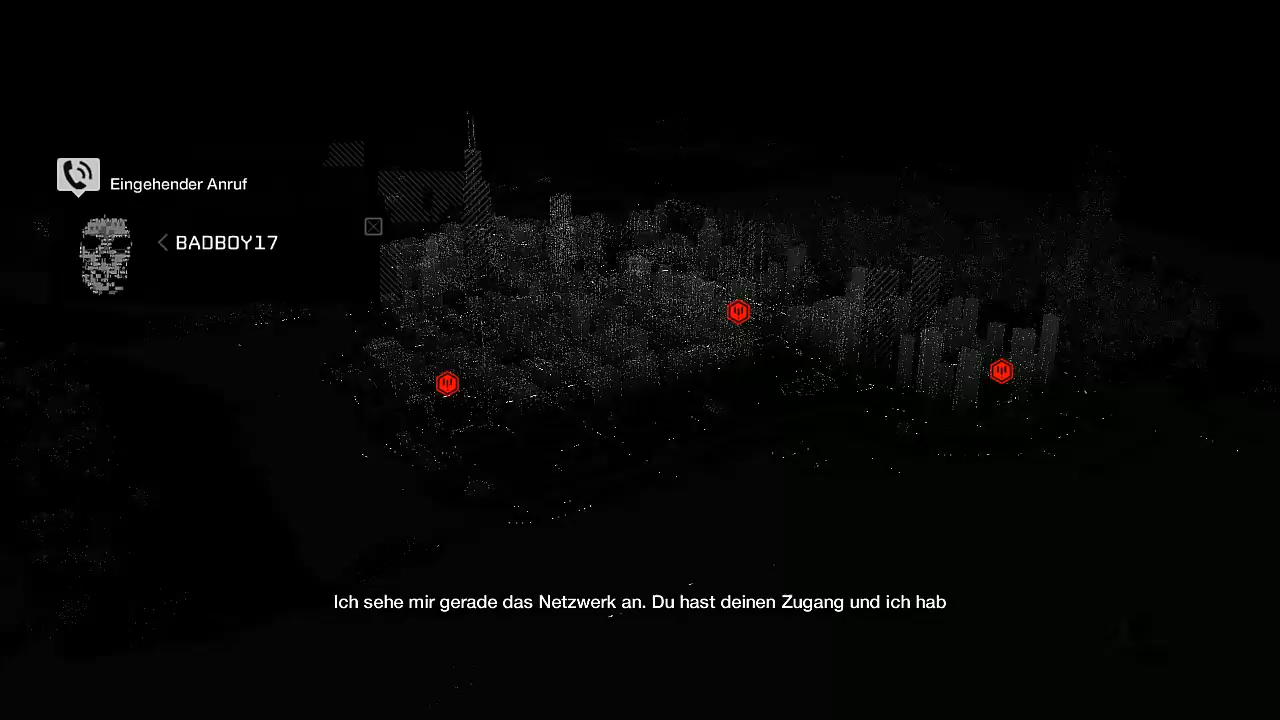 Eingehender Anruf
BADBOY17
Ich sehe mir gerade das Netzwerk an. Du hast deinen Zugang und ich hab